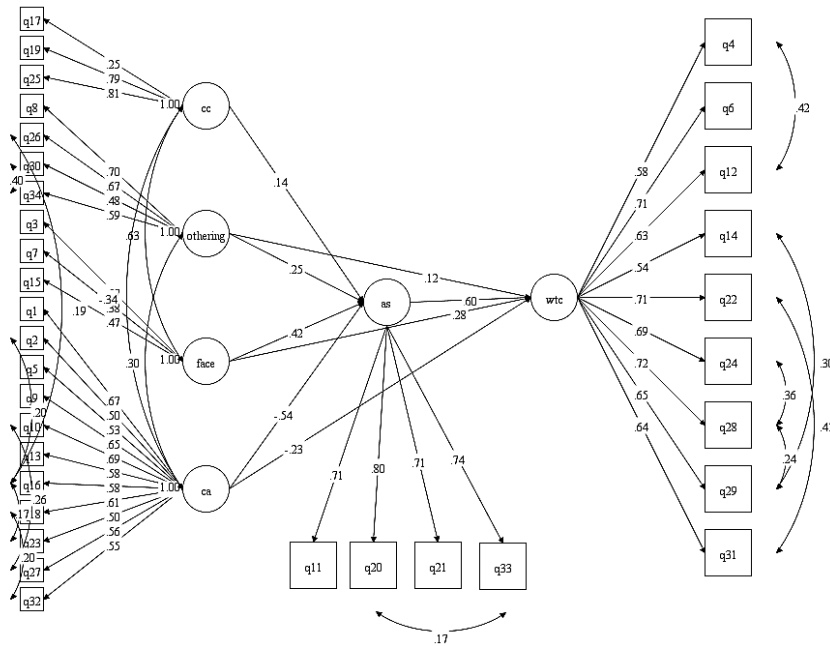 q17
q19
q25
q8
q26
q30
q34
q3
q7
q15
q1
q2
q5
q9
q10
q13
q16
q23
q27
q32
.25
.79
.81
.70
.67
.48
.59
-.34
.38
.47
.67
.50
.53
.65
.69
.58
.58
.61
.50
.56
.55
.40
.19
.20
.26
.20
1.00
1.00
1.00
1.00
.63
.30
cc
othering
face
ca
.14
.25
.42
-.54
.12
.28
-.23
as
.60
wtc
.71
.80
.71
.74
q11
q20
q21
q33
.17
.58
.71
.63
.54
.71
.69
.72
.65
.64
q4
q6
q12
q14
q22
q24
q28
q29
q31
.42
.36
.24